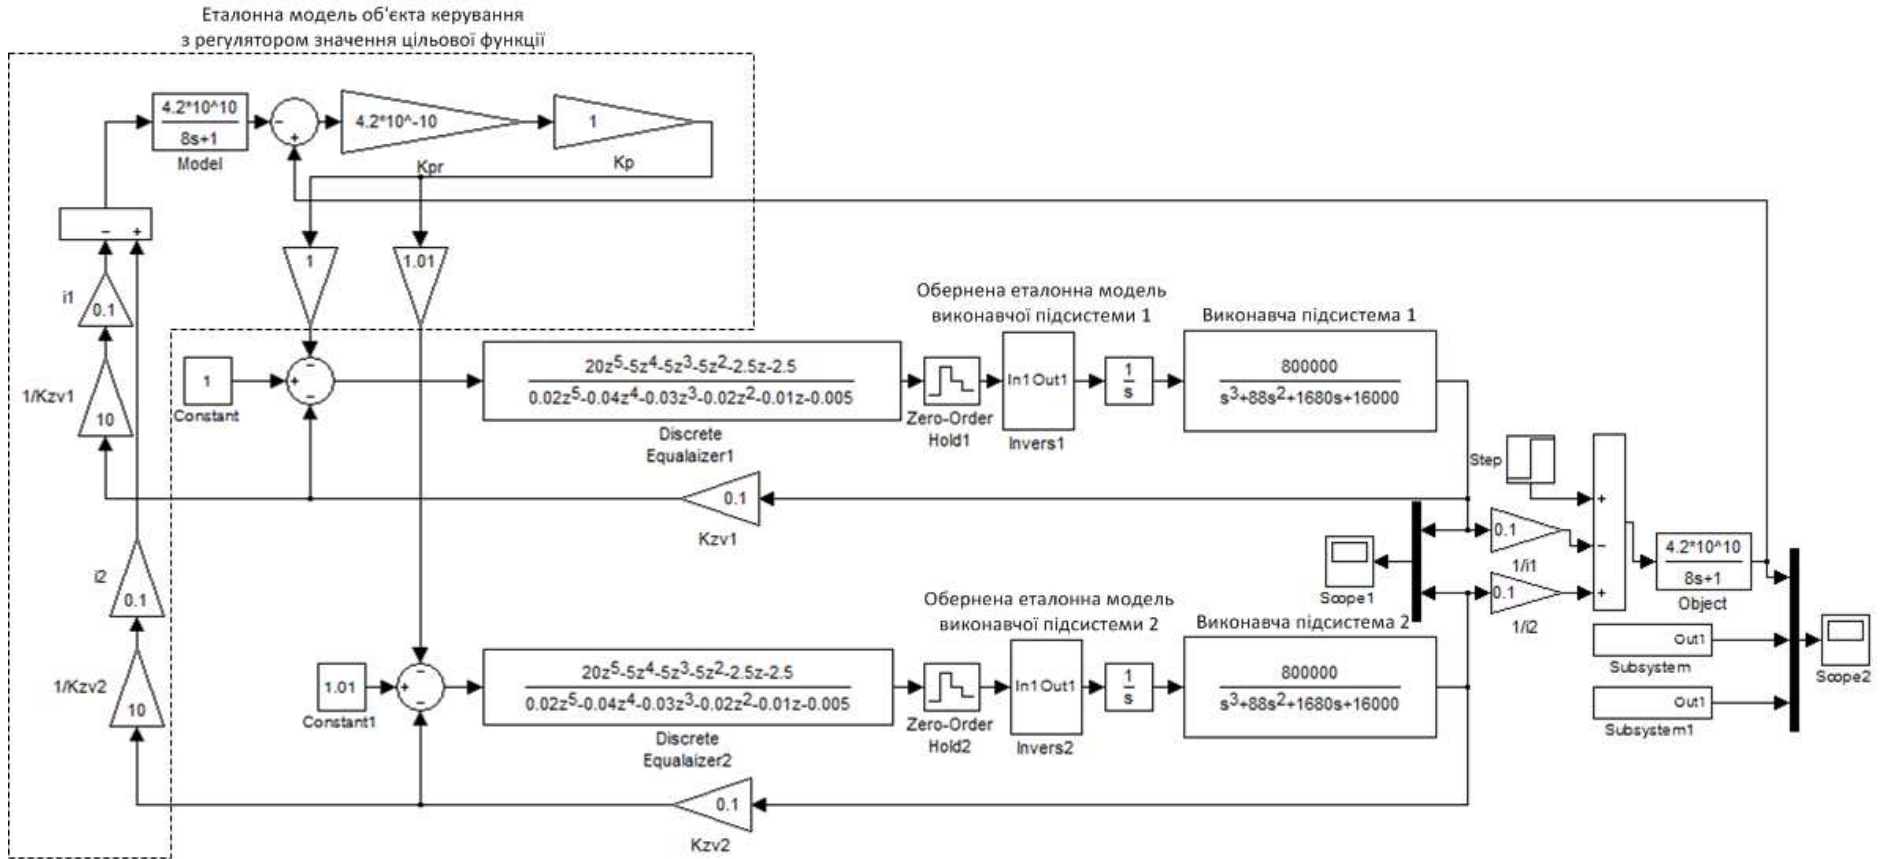 Еталонна модель об'єкта керування
з регулятором значення цільової функції
4.2*10^10
8s+1
Model
−
+
4.2*10^-10
Kpr
1
Kp
− +
i1
0.1
1/Kzv1
10
i2
0.1
1/Kzv2
10
1
1.01
1
Constant
+
−
−
20z5-5z4-5z3-5z2-2.5z-2.5
0.02z5-0.04z4-0.03z3-0.02z2-0.01z-0.005
Discrete
Equalaizer1
Zero-Order
Hold1
Обернена еталонна модель
виконавчої підсистеми 1
In1 Out1
Invers1
1
s
Виконавча підсистема 1
800000
s3+88s2+1680s+16000
0.1
Kzv1
Step
+
−
+
0.1
1/i1
0.1
1/i2
Scope1
4.2*10^10
8s+1
Object
Out1
Subsystem
Out1
Subsystem1
Scope2
1.01
Constant1
+
−
−
20z5-5z4-5z3-5z2-2.5z-2.5
0.02z5-0.04z4-0.03z3-0.02z2-0.01z-0.005
Discrete
Equalaizer2
Zero-Order
Hold2
Обернена еталонна модель
виконавчої підсистеми 2
In1 Out1
Invers2
1
s
Виконавча підсистема 2
800000
s3+88s2+1680s+16000
0.1
Kzv2